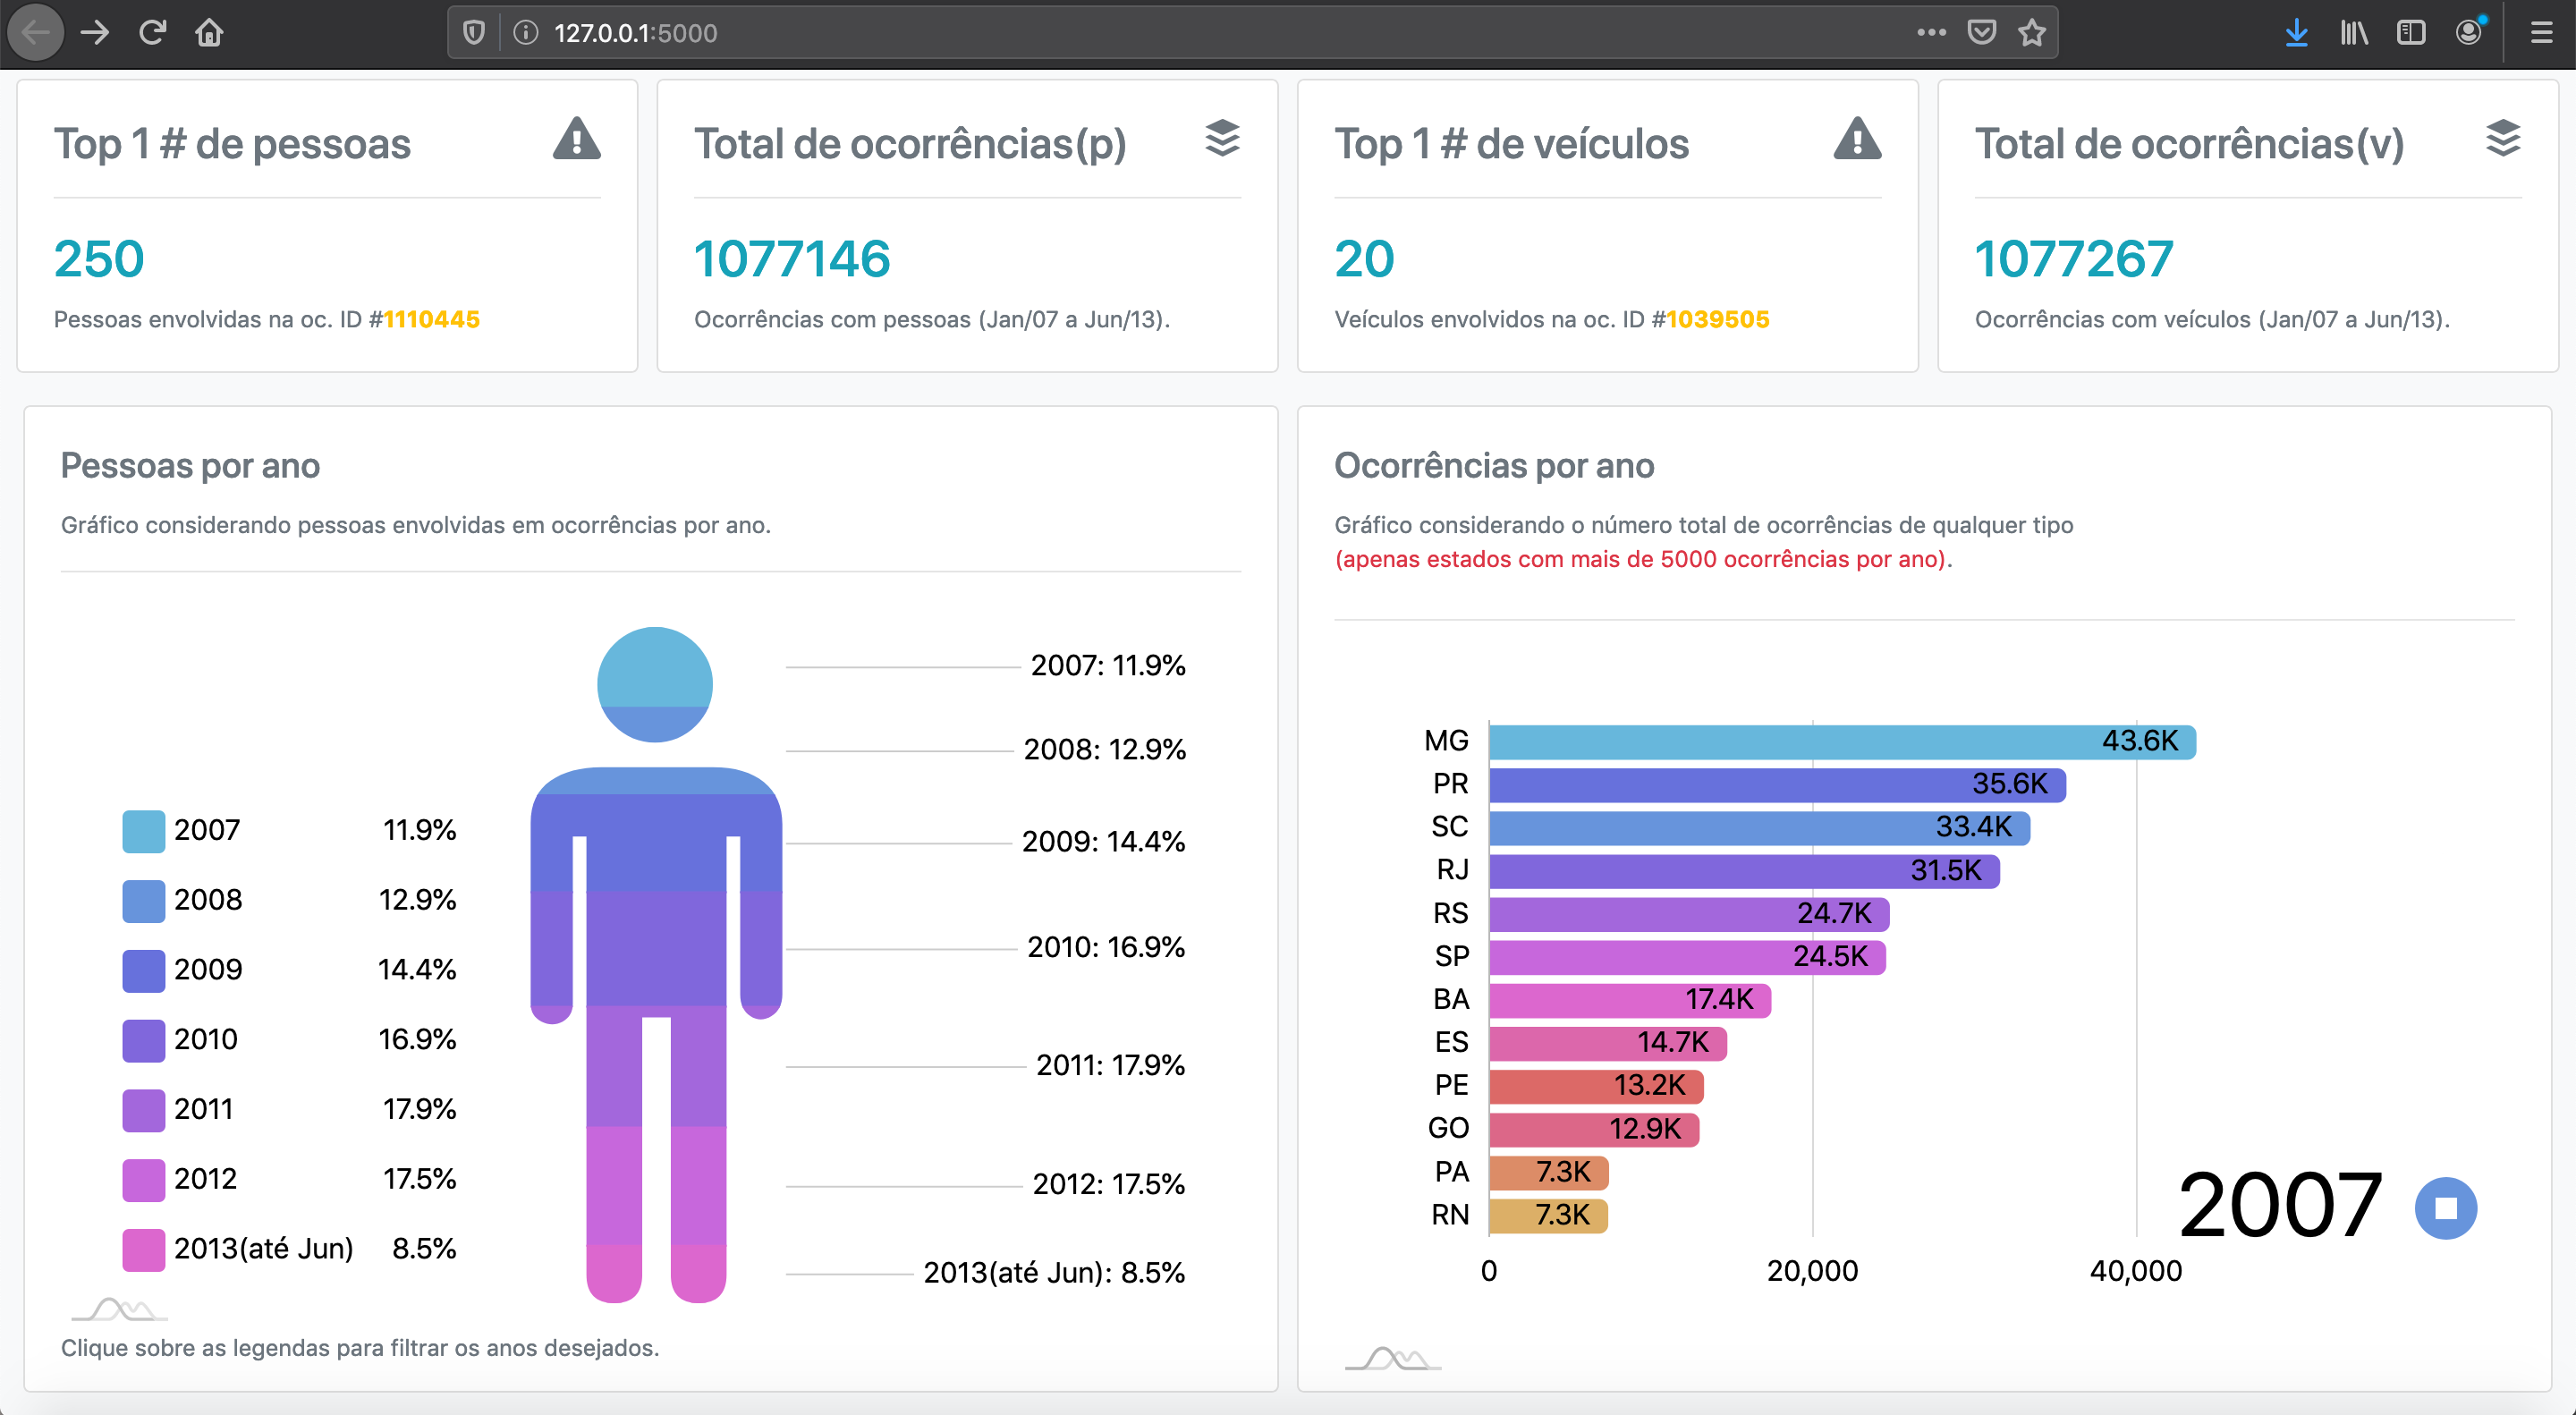 127.0.0.1:5000
Top 1 # de pessoas
250
Pessoas envolvidas na oc. ID #1110445
Total de ocorrências(p)
1077146
Ocorrências com pessoas (Jan/07 a Jun/13).
Top 1 # de veículos
20
Veículos envolvidos na oc. ID #1039505
Total de ocorrências(v)
1077267
Ocorrências com veículos (Jan/07 a Jun/13).
Pessoas por ano
Gráfico considerando pessoas envolvidas em ocorrências por ano.
2007 11.9%
2008 12.9%
2009 14.4%
2010 16.9%
2011 17.9%
2012 17.5%
2013(até Jun) 8.5%
2007: 11.9%
2008: 12.9%
2009: 14.4%
2010: 16.9%
2011: 17.9%
2012: 17.5%
2013(até Jun): 8.5%
Clique sobre as legendas para filtrar os anos desejados.
Ocorrências por ano
Gráfico considerando o número total de ocorrências de qualquer tipo
(apenas estados com mais de 5000 ocorrências por ano).
MG 43.6K
PR 35.6K
SC 33.4K
RJ 31.5K
RS 24.7K
SP 24.5K
BA 17.4K
ES 14.7K
PE 13.2K
GO 12.9K
PA 7.3K
RN 7.3K
2007
0 20,000 40,000